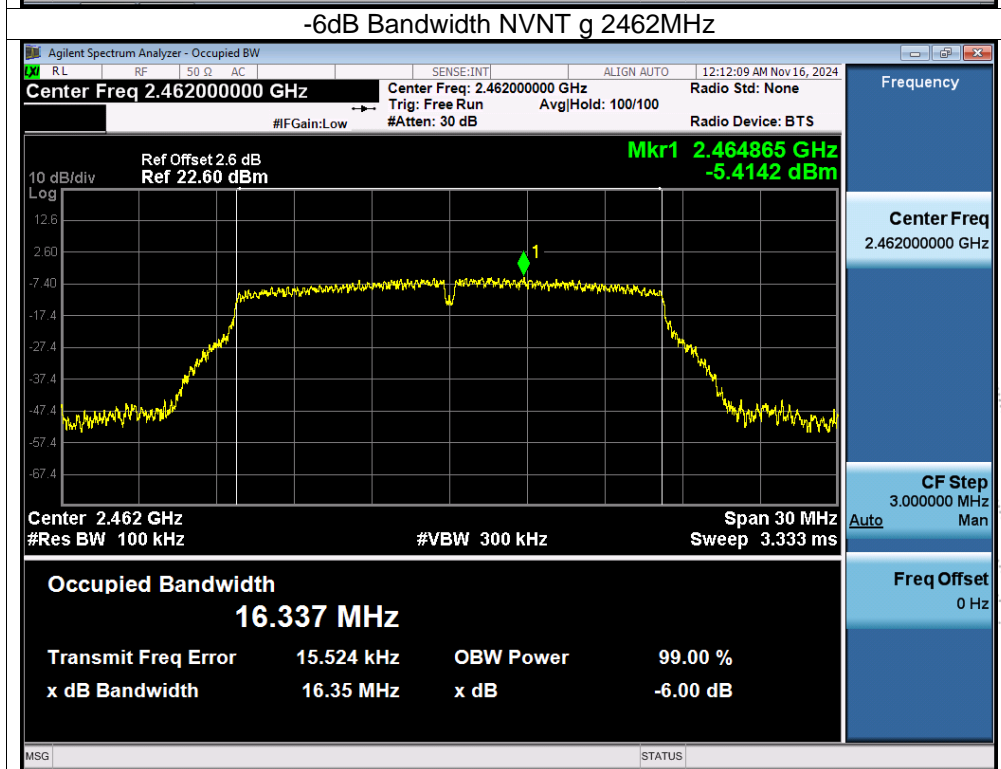 -6dB Bandwidth NVNT g 2462MHz
Agilent Spectrum Analyzer - Occupied BW
LXI RL RF 50 Ω AC SENSE:INT ALIGN AUTO 12:12:09 AM Nov 16, 2024
Center Freq 2.462000000 GHz
Center Freq: 2.462000000 GHz Radio Std: None
Trig: Free Run Avg|Hold: 100/100
#IFGain:Low #Atten: 30 dB Radio Device: BTS
Frequency
Mkr1 2.464865 GHz
-5.4142 dBm
Ref Offset 2.6 dB
10 dB/div Ref 22.60 dBm
Log
12.6
2.60
-7.40
-17.4
-27.4
-37.4
-47.4
-57.4
-67.4
1
Center 2.462 GHz Span 30 MHz
#Res BW 100 kHz #VBW 300 kHz Sweep 3.333 ms
Center Freq
2.462000000 GHz
CF Step
3.000000 MHz
Auto Man
Freq Offset
0 Hz
Occupied Bandwidth
16.337 MHz
Transmit Freq Error 15.524 kHz OBW Power 99.00 %
x dB Bandwidth 16.35 MHz x dB -6.00 dB
MSG STATUS